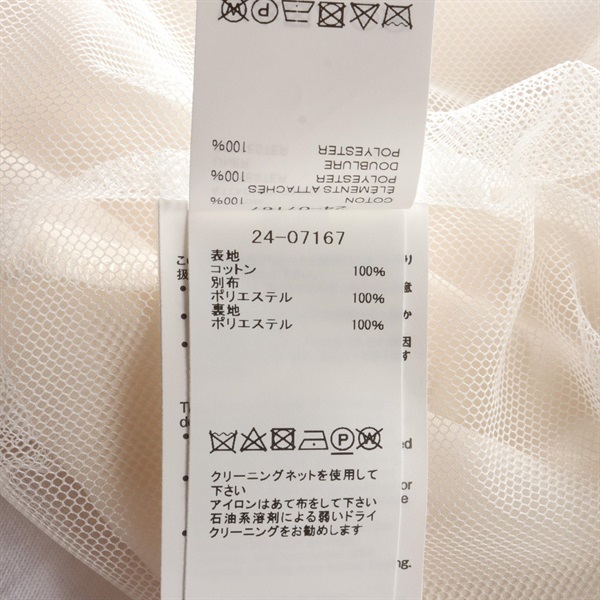 100%
POLYESTER
DOUBLURE
100%
POLYESTER
ELEMENTS ATTACHÉS
100%
COTON
24-07167
24-07167
表地
コットン 100%
別布
ポリエステル 100%
裏地
ポリエステル 100%
クリーニングネットを使用して
下さい
アイロンはあて布をして下さい
石油系溶剤による弱いドライ
クリーニングをお勧めします